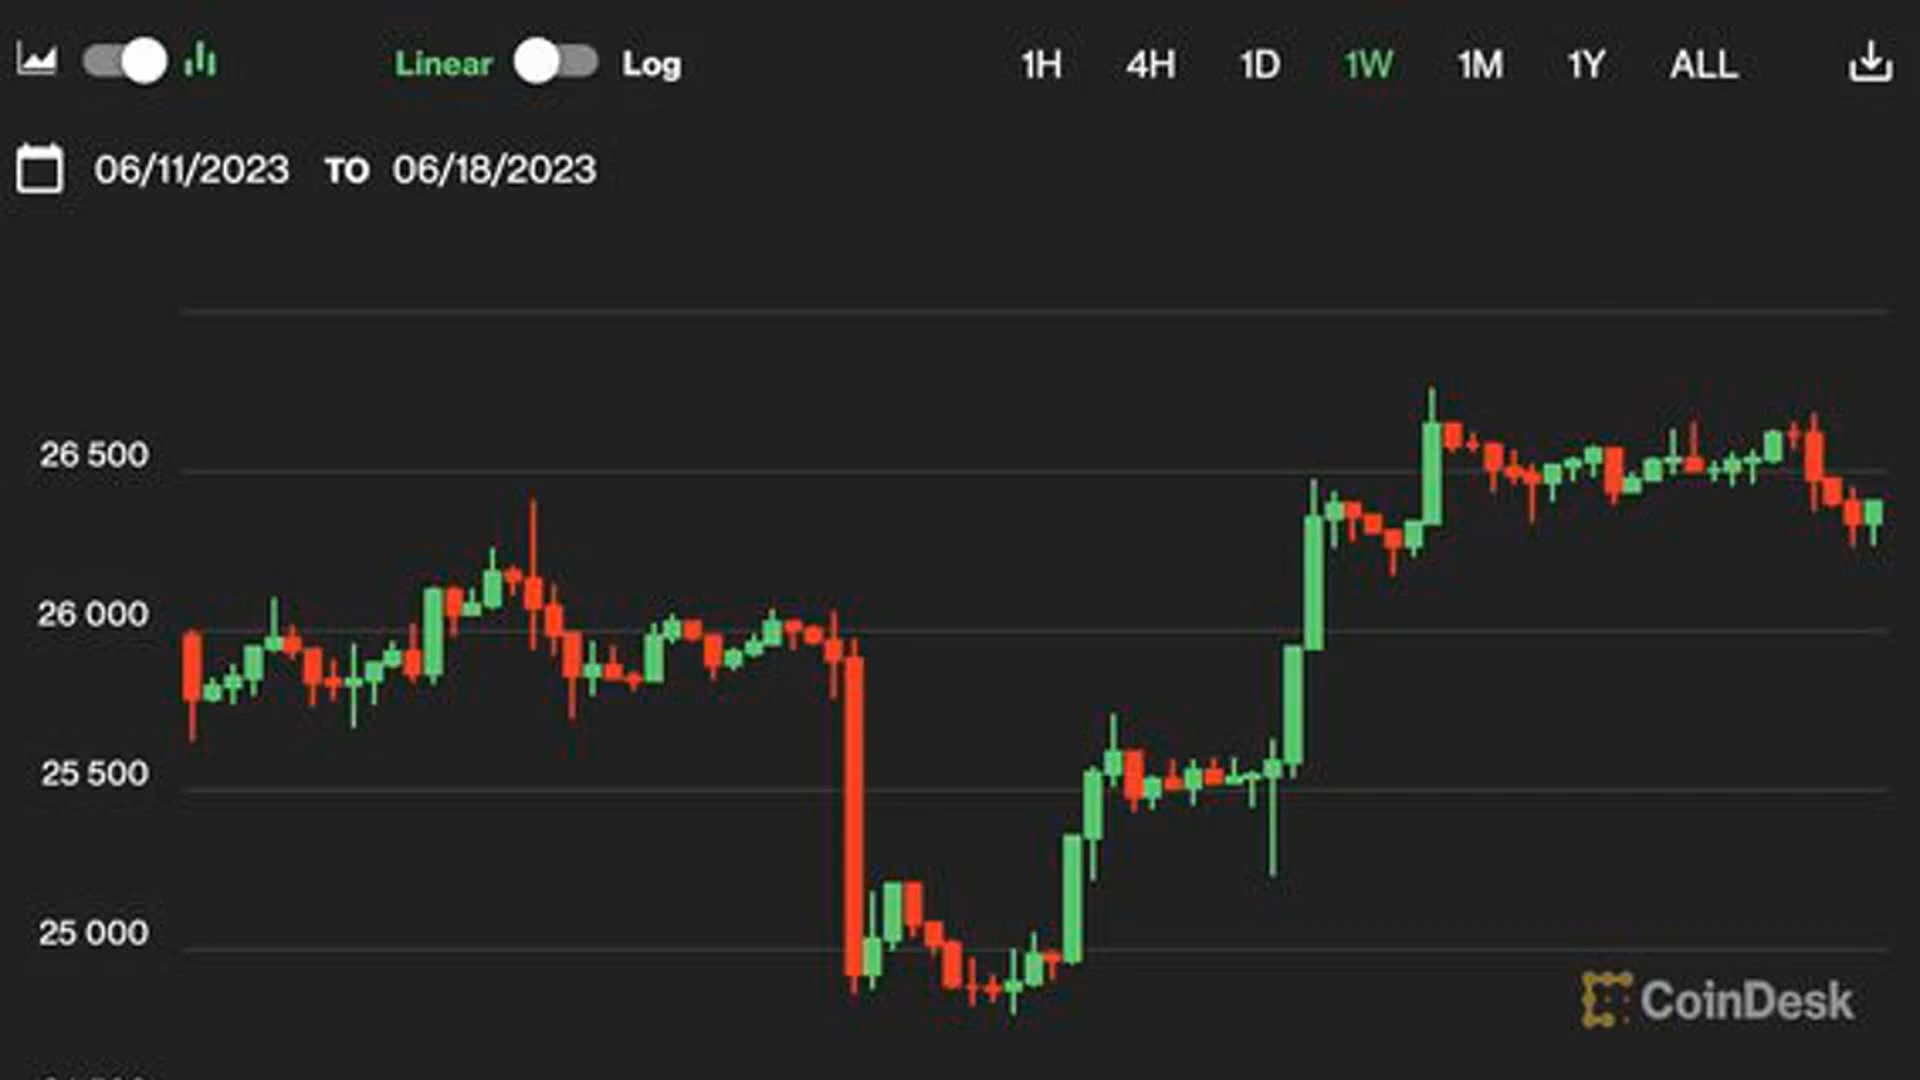 Linear Log 1H 4H 1D 1W 1M 1Y ALL
06/11/2023 TO 06/18/2023
26 500
26 000
25 500
25 000
CoinDesk